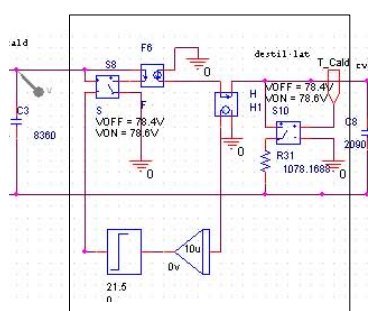 ald
F6
S8
0
destil-lat
T_Cald
cv
C3
8360
S
F
VOFF = 78.4V
VON = 78.6V
H
H1
VOFF = 78.4V
VON = 78.6V
S10
C8
2090
0
0
0
R31
1078.1688
10u
0v
21.5
0